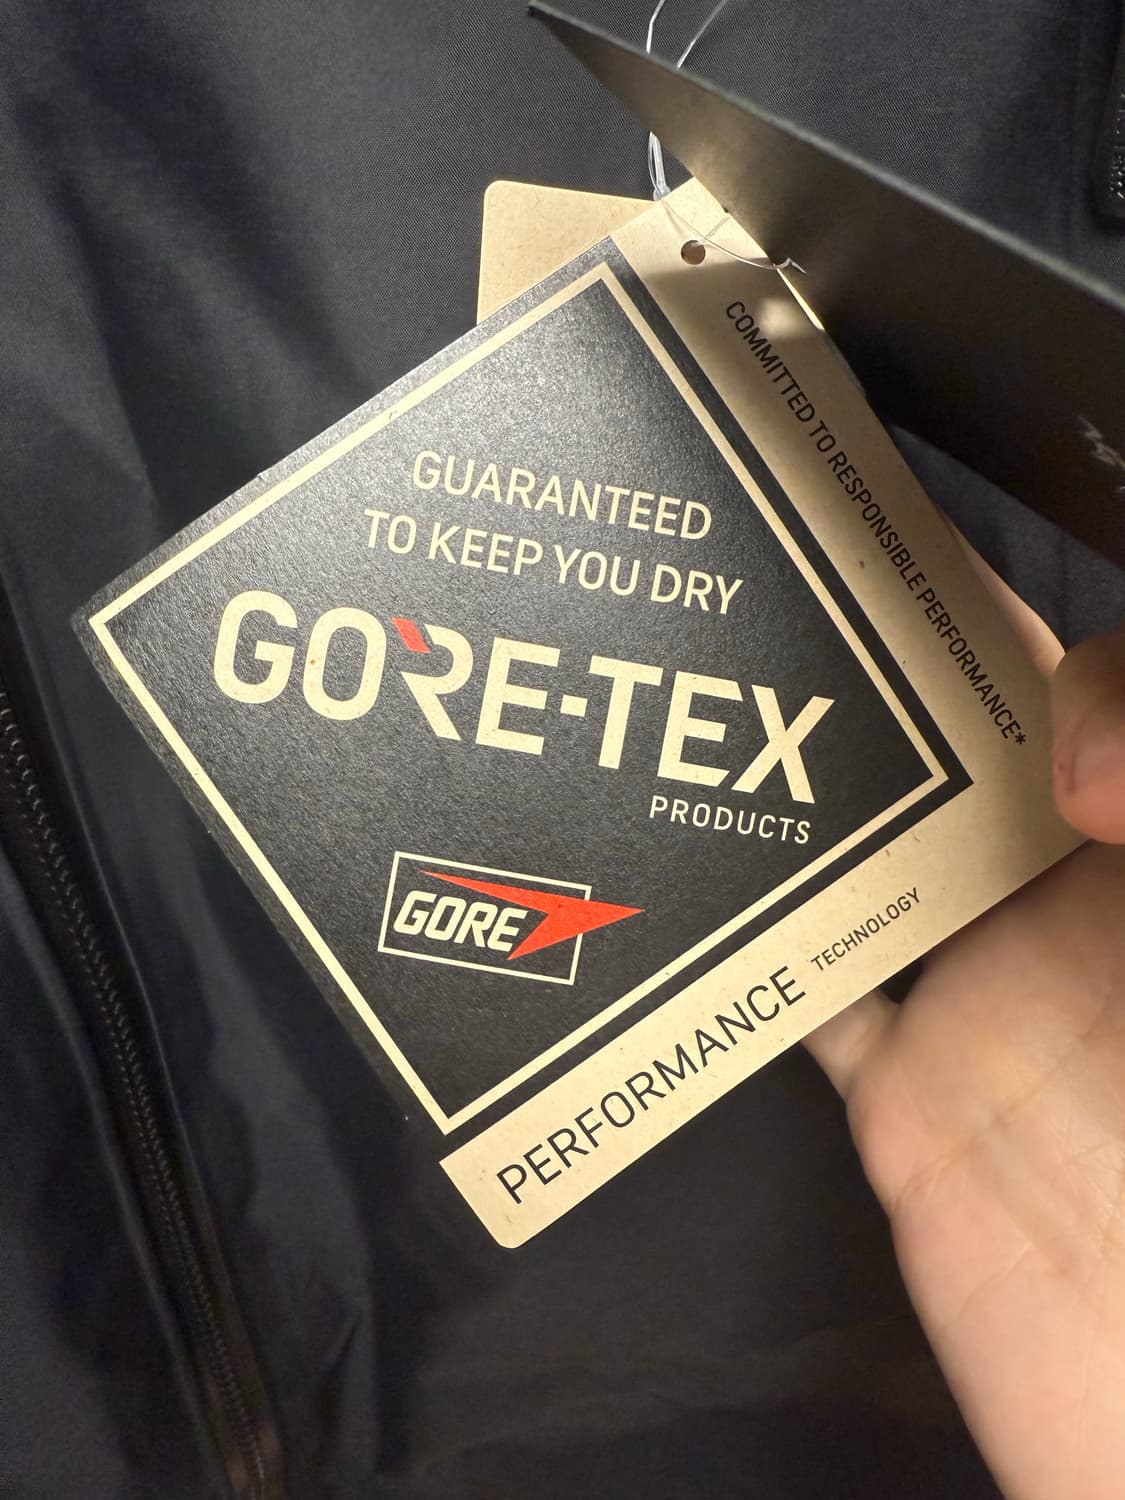 COMMITTED TO RESPONSIBLE PERFORMANCE*
GUARANTEED
TO KEEP YOU DRY
GORE-TEX
PRODUCTS
GORE
PERFORMANCE TECHNOLOGY